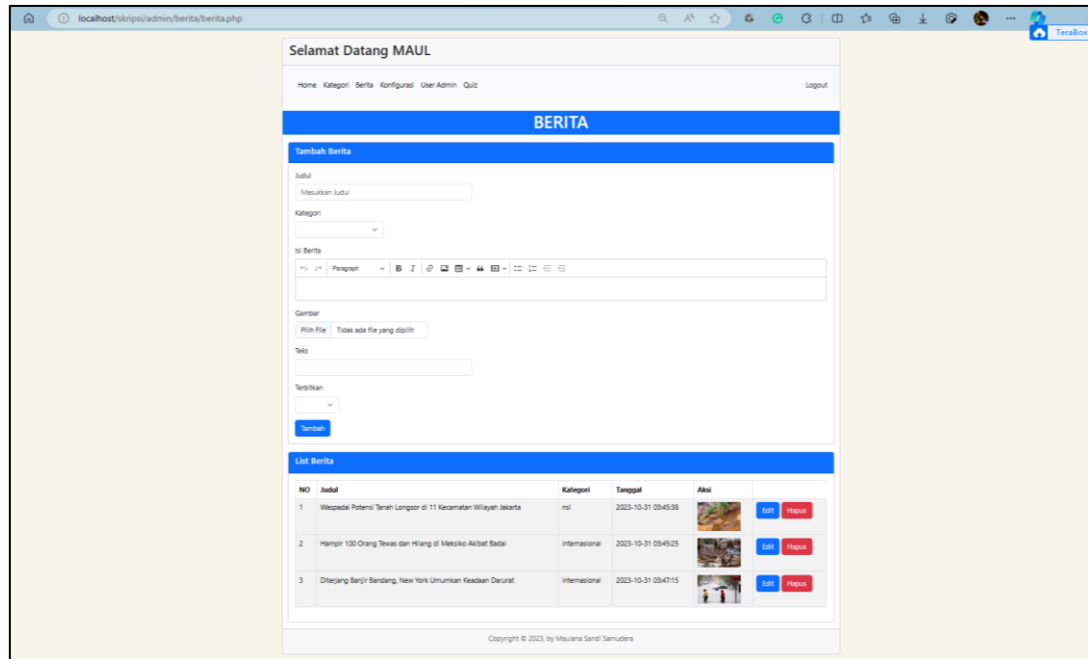 localhost/skripsi/admin/berita/berita.php
TeraBox
Selamat Datang MAUL
Home Kategori Berita Konfigurasi User Admin Quiz Logout
BERITA
Tambah Berita
Judul
Masukkan Judul
Kategori
Isi Berita
Paragraph
Gambar
Pilih File Tidak ada file yang dipilih
Teks
Terbitkan
Tambah
List Berita
NO Judul Kategori Tanggal Aksi
1 Waspadai Potensi Tanah Longsor di 11 Kecamatan Wilayah Jakarta nsl 2023-10-31 03:45:38 Edit Hapus
2 Hampir 100 Orang Tewas dan Hilang di Meksiko Akibat Badai internasional 2023-10-31 03:45:25 Edit Hapus
3 Diterjang Banjir Bandang, New York Umumkan Keadaan Darurat internasional 2023-10-31 03:47:15 Edit Hapus
Copyright © 2023, by Maulana Sandi Samudera